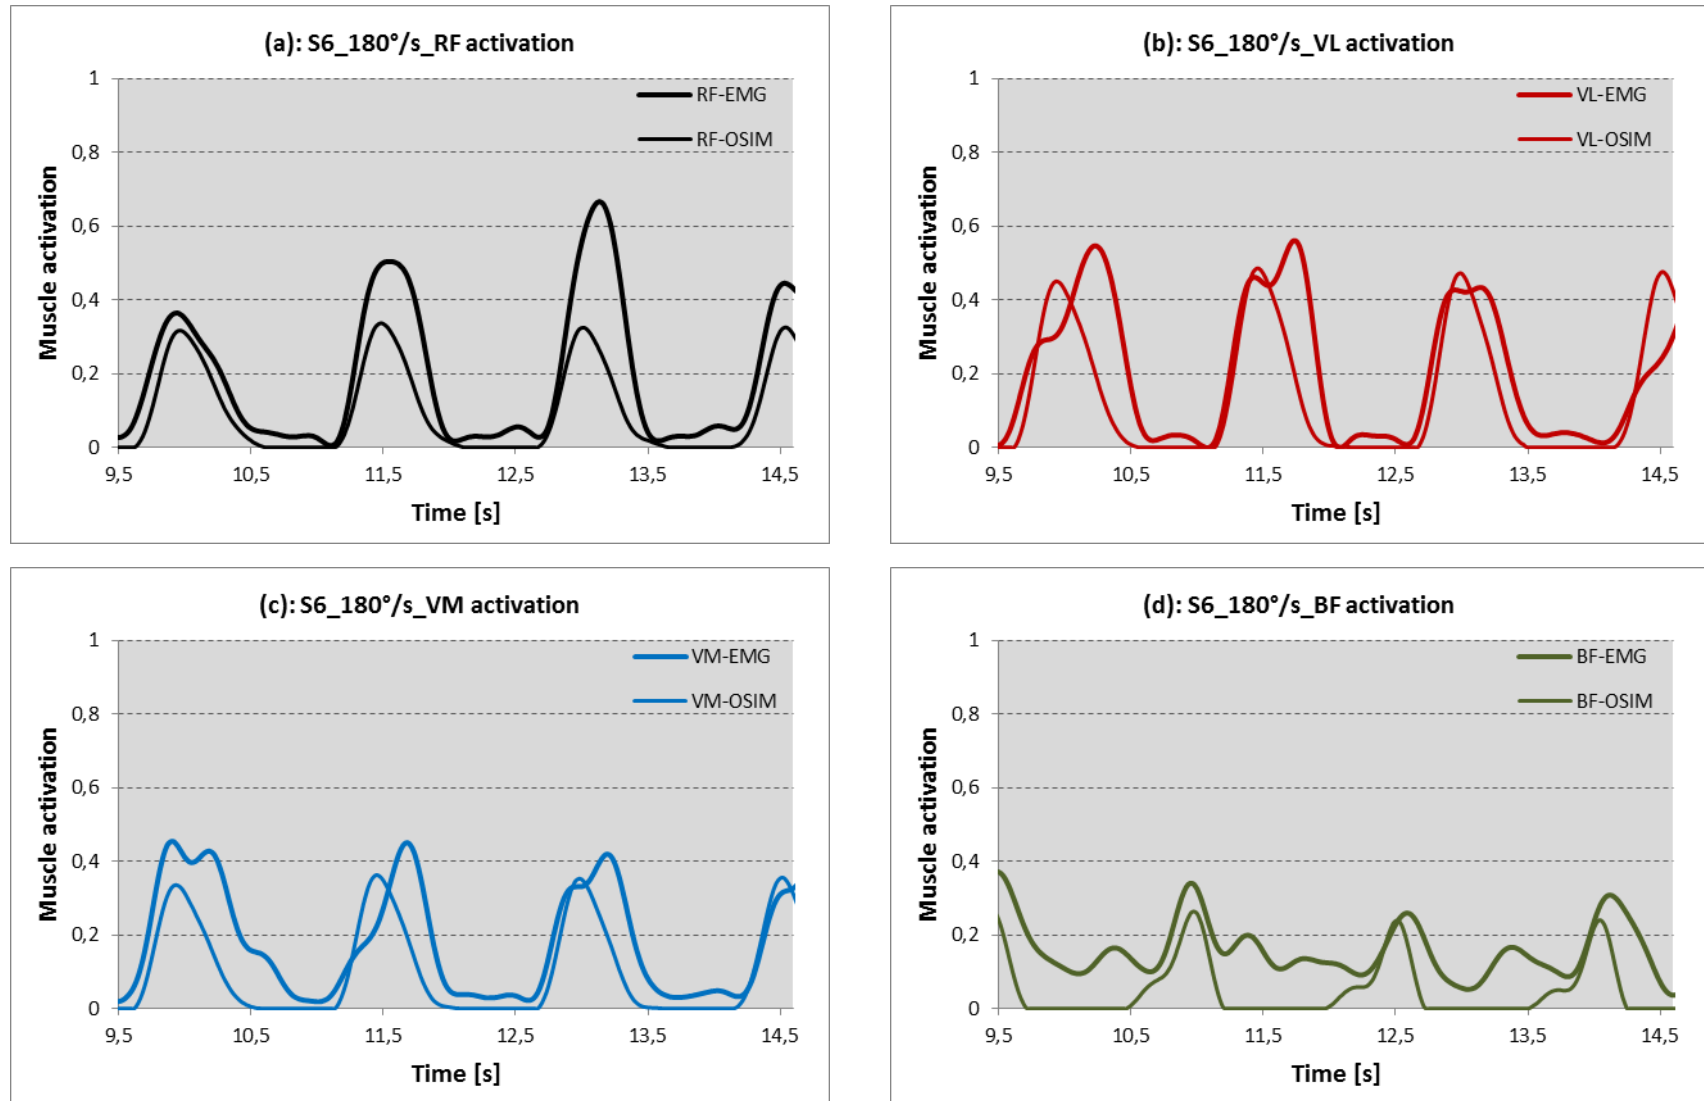 (a): S6_180°/s_RF activation
1
0,8
0,6
0,4
0,2
0
9,5 10,5 11,5 12,5 13,5 14,5
Muscle activation
Time [s]
RF-EMG
RF-OSIM
(b): S6_180°/s_VL activation
1
0,8
0,6
0,4
0,2
0
9,5 10,5 11,5 12,5 13,5 14,5
Muscle activation
Time [s]
VL-EMG
VL-OSIM
(c): S6_180°/s_VM activation
1
0,8
0,6
0,4
0,2
0
9,5 10,5 11,5 12,5 13,5 14,5
Muscle activation
Time [s]
VM-EMG
VM-OSIM
(d): S6_180°/s_BF activation
1
0,8
0,6
0,4
0,2
0
9,5 10,5 11,5 12,5 13,5 14,5
Muscle activation
Time [s]
BF-EMG
BF-OSIM